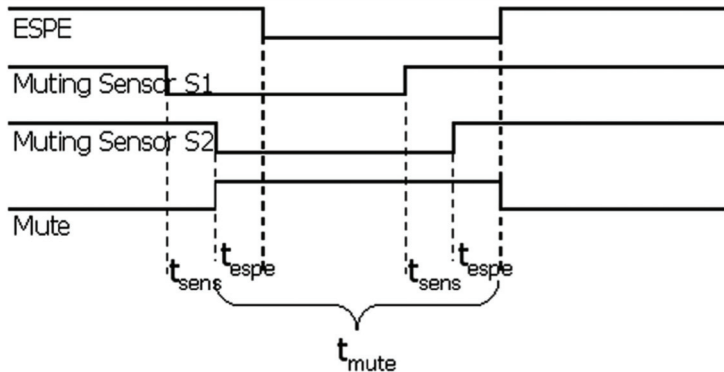 ESPE
Muting Sensor S1
Muting Sensor S2
Mute
tsens tespe tsens tespe
tmute